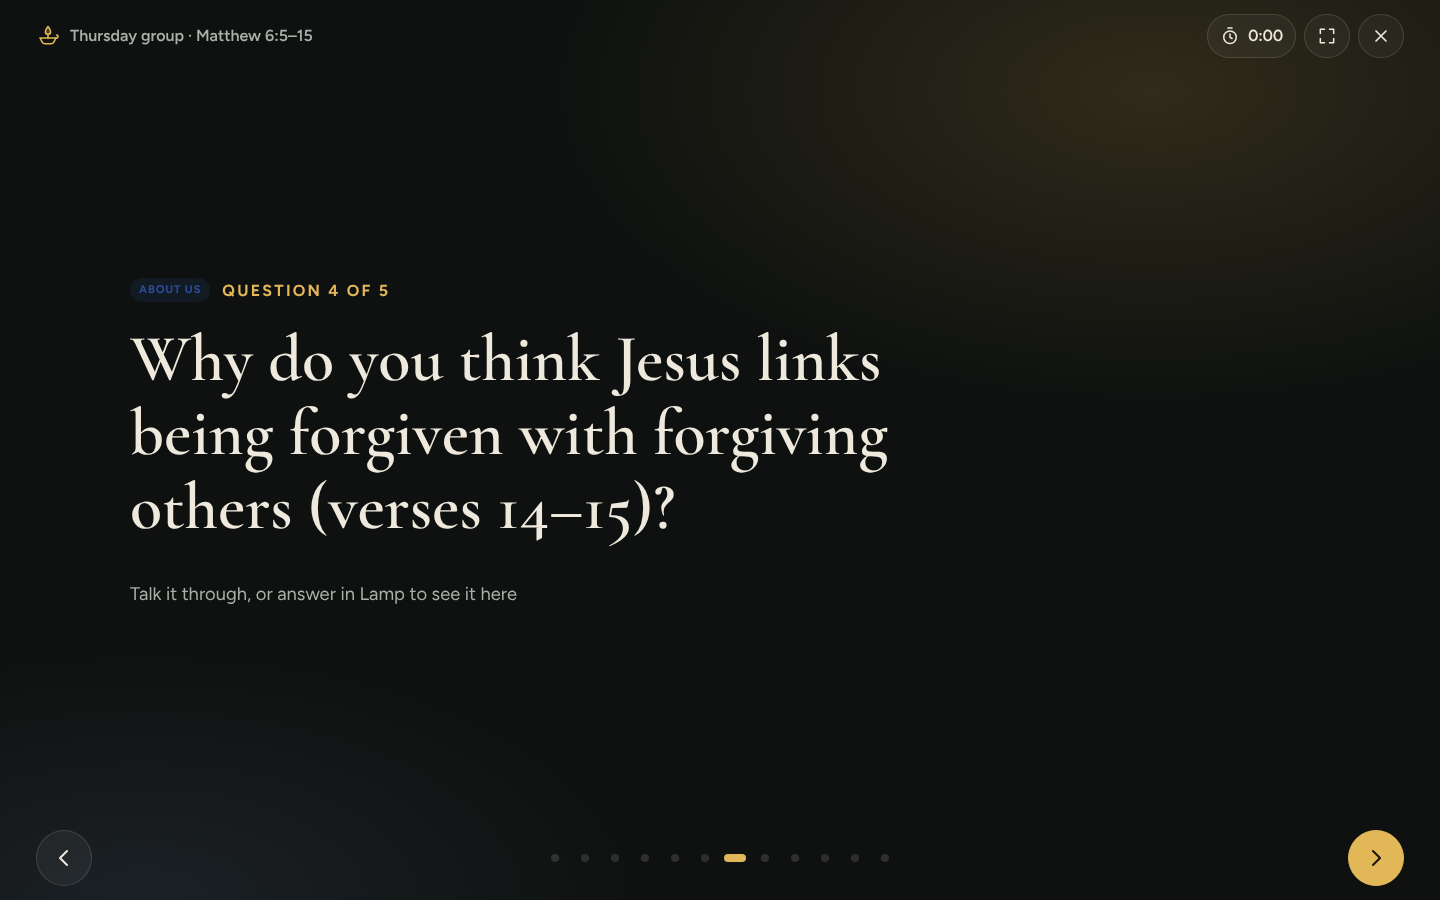 Thursday group · Matthew 6:5–15
0:00
ABOUT US
QUESTION 4 OF 5
Why do you think Jesus links
being forgiven with forgiving
others (verses 14–15)?
Talk it through, or answer in Lamp to see it here